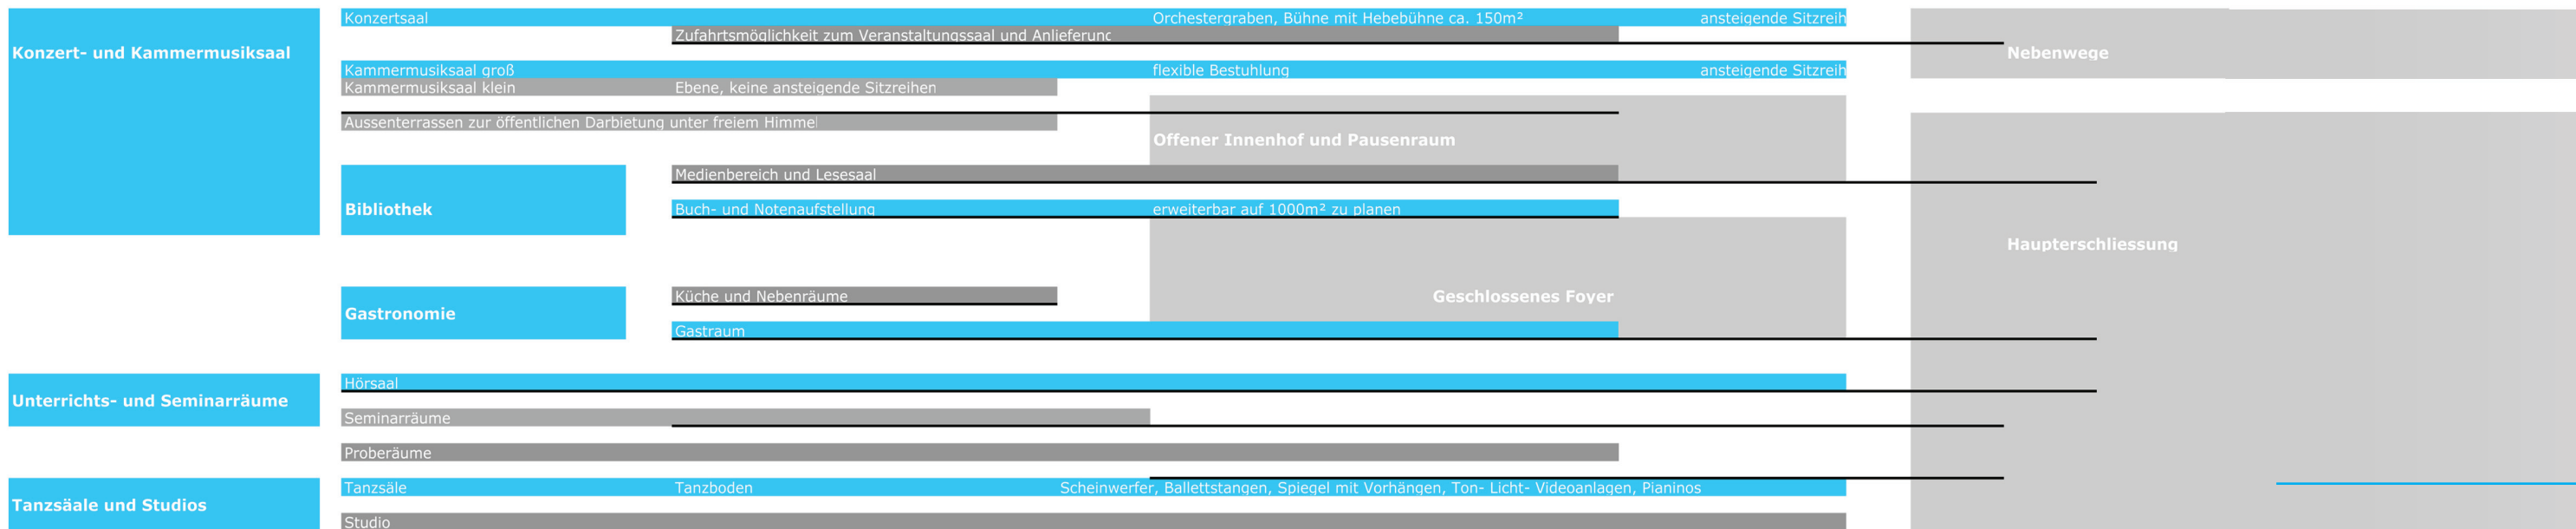 Konzertsaal Orchestergraben, Bühne mit Hebebühne ca. 150m² ansteigende Sitzreih
Zufahrtsmöglichkeit zum Veranstaltungssaal und Anlieferung
Konzert- und Kammermusiksaal Nebenwege
Kammermusiksaal groß flexible Bestuhlung ansteigende Sitzreih
Kammermusiksaal klein Ebene, keine ansteigende Sitzreihen
Aussenterrassen zur öffentlichen Darbietung unter freiem Himmel
Offener Innenhof und Pausenraum
Medienbereich und Lesesaal
Bibliothek Buch- und Notenaufstellung erweiterbar auf 1000m² zu planen
Haupterschliessung
Küche und Nebenräume Geschlossenes Foyer
Gastronomie
Gastraum
Hörsaal
Unterrichts- und Seminarräume
Seminarräume
Proberäume
Tanzsäle Tanzboden Scheinwerfer, Ballettstangen, Spiegel mit Vorhängen, Ton- Licht- Videoanlagen, Pianinos
Tanzsäale und Studios
Studio